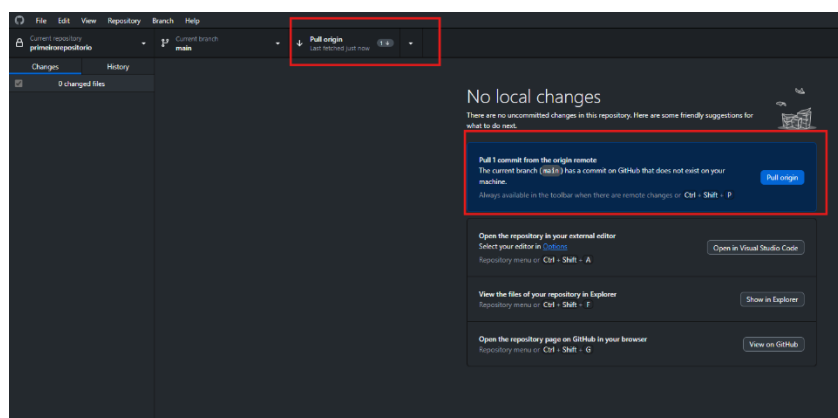 File Edit View Repository Branch Help
Current repository
primeirorepositorio
Current branch
main
Pull origin
Last fetched just now
1
Changes
History
0 changed files
No local changes
There are no uncommitted changes in this repository. Here are some friendly suggestions for
what to do next.
Pull 1 commit from the origin remote
The current branch (main) has a commit on GitHub that does not exist on your
machine.
Always available in the toolbar when there are remote changes or Ctrl + Shift + P
Pull origin
Open the repository in your external editor
Select your editor in Options
Repository menu or Ctrl + Shift + A
Open in Visual Studio Code
View the files of your repository in Explorer
Repository menu or Ctrl + Shift + F
Show in Explorer
Open the repository page on GitHub in your browser
Repository menu or Ctrl + Shift + G
View on GitHub